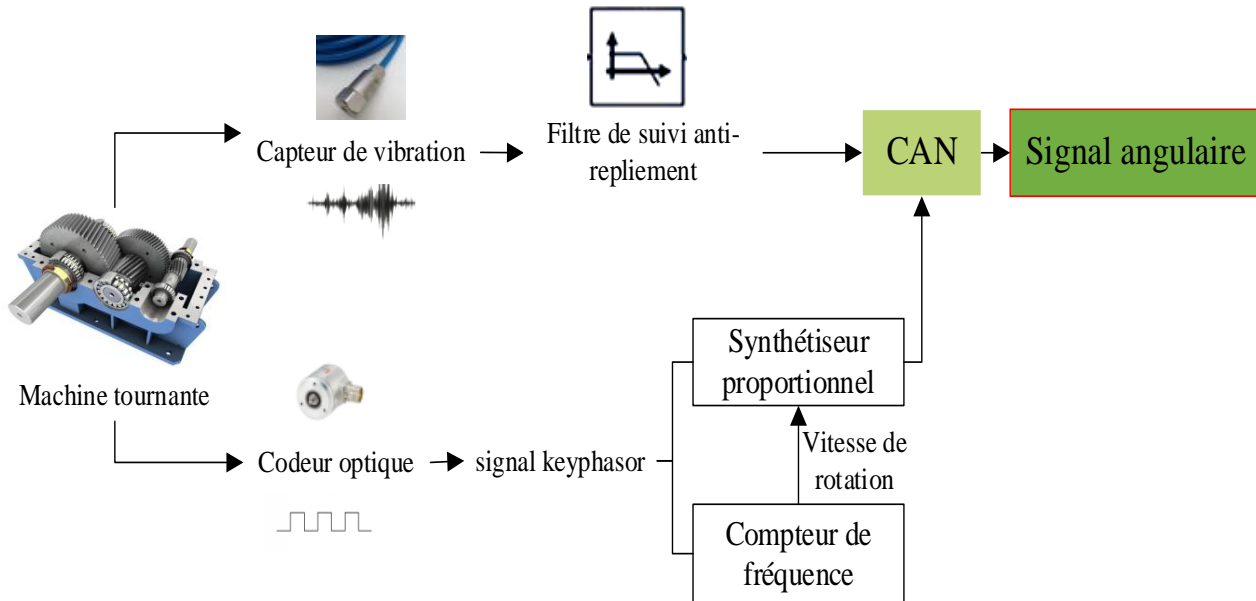 Capteur de vibration
Filtre de suivi anti-
repliement
CAN
Signal angulaire
Machine tournante
Codeur optique
signal keyphasor
Synthétiseur
proportionnel
Vitesse de
rotation
Compteur de
fréquence